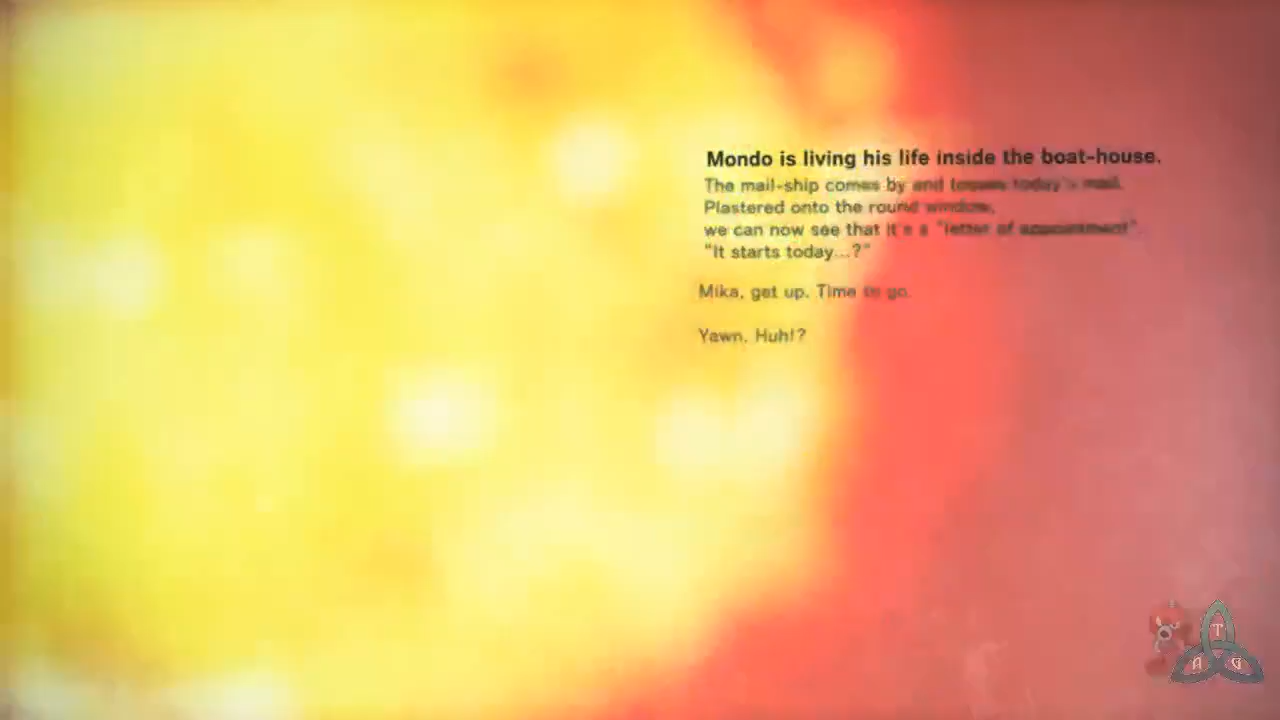 Mondo is living his life inside the boat-house.
The mail-ship comes by and tosses today's mail.
Plastered onto the round window,
we can now see that it's a "letter of appointment".
"It starts today...?"
Mika, get up. Time to go.
Yawn. Huh!?
T
A G